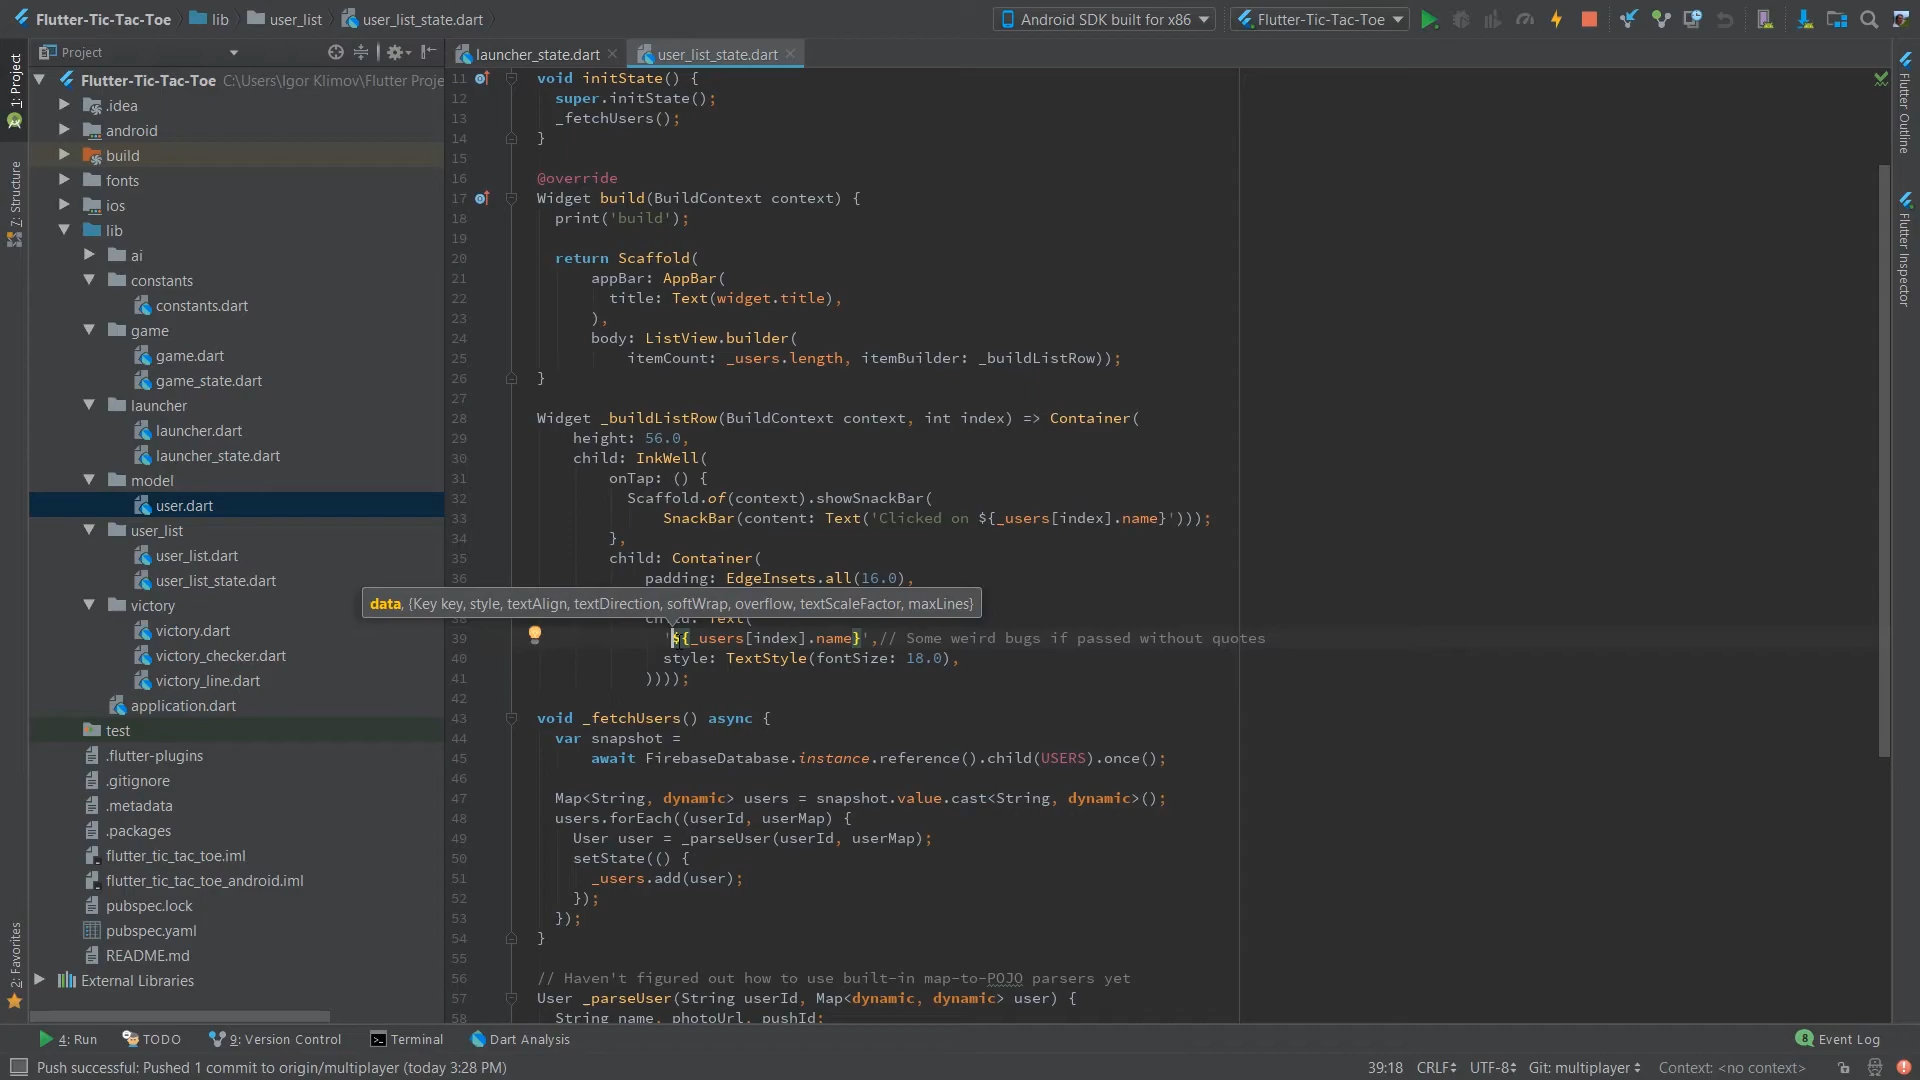 Flutter-Tic-Tac-Toe lib user_list user_list_state.dart Android SDK built for x86 Flutter-Tic-Tac-Toe
Project launcher_state.dart user_list_state.dart
1: Project
7: Structure
2: Favorites
Flutter-Tic-Tac-Toe C:\Users\Igor Klimov\Flutter Proje
.idea
android
build
fonts
ios
lib
ai
constants
constants.dart
game
game.dart
game_state.dart
launcher
launcher.dart
launcher_state.dart
model
user.dart
user_list
user_list.dart
user_list_state.dart
victory
victory.dart
victory_checker.dart
victory_line.dart
application.dart
test
.flutter-plugins
.gitignore
.metadata
.packages
flutter_tic_tac_toe.iml
flutter_tic_tac_toe_android.iml
pubspec.lock
pubspec.yaml
README.md
External Libraries
11 void initState() {
12 super.initState();
13 _fetchUsers();
14 }
15
16 @override
17 Widget build(BuildContext context) {
18 print('build');
19
20 return Scaffold(
21 appBar: AppBar(
22 title: Text(widget.title),
23 ),
24 body: ListView.builder(
25 itemCount: _users.length, itemBuilder: _buildListRow));
26 }
27
28 Widget _buildListRow(BuildContext context, int index) => Container(
29 height: 56.0,
30 child: InkWell(
31 onTap: () {
32 Scaffold.of(context).showSnackBar(
33 SnackBar(content: Text('Clicked on ${_users[index].name}')));
34 },
35 child: Container(
36 padding: EdgeInsets.all(16.0),
data, {Key key, style, textAlign, textDirection, softWrap, overflow, textScaleFactor, maxLines}
38 child: Text(
39 '${_users[index].name}',// Some weird bugs if passed without quotes
40 style: TextStyle(fontSize: 18.0),
41 ))));
42
43 void _fetchUsers() async {
44 var snapshot =
45 await FirebaseDatabase.instance.reference().child(USERS).once();
46
47 Map<String, dynamic> users = snapshot.value.cast<String, dynamic>();
48 users.forEach((userId, userMap) {
49 User user = _parseUser(userId, userMap);
50 setState(() {
51 _users.add(user);
52 });
53 });
54 }
55
56 // Haven't figured out how to use built-in map-to-POJO parsers yet
57 User _parseUser(String userId, Map<dynamic, dynamic> user) {
58 String name, photoUrl, pushId;
Flutter Outline
Flutter Inspector
4: Run TODO 9: Version Control Terminal Dart Analysis 8 Event Log
Push successful: Pushed 1 commit to origin/multiplayer (today 3:28 PM) 39:18 CRLF UTF-8 Git: multiplayer Context: <no context>